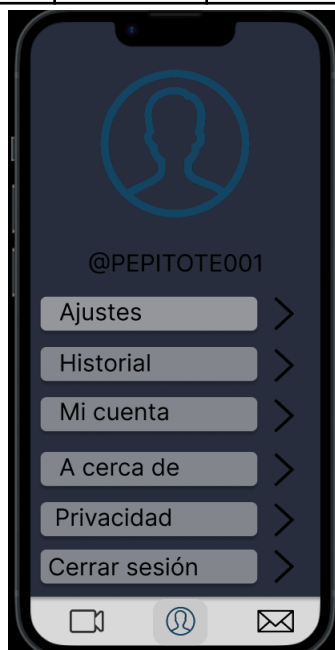 @PEPITOTE001
Ajustes
Historial
Mi cuenta
A cerca de
Privacidad
Cerrar sesión